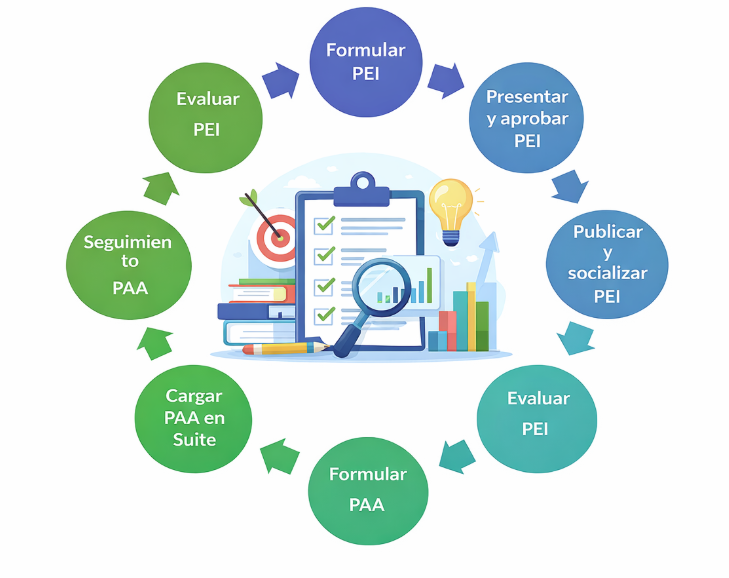 Formular
PEI
Presentar
y aprobar
PEI
Publicar
y
socializar
PEI
Evaluar
PEI
Formular
PAA
Cargar
PAA en
Suite
Seguimien
to
PAA
Evaluar
PEI